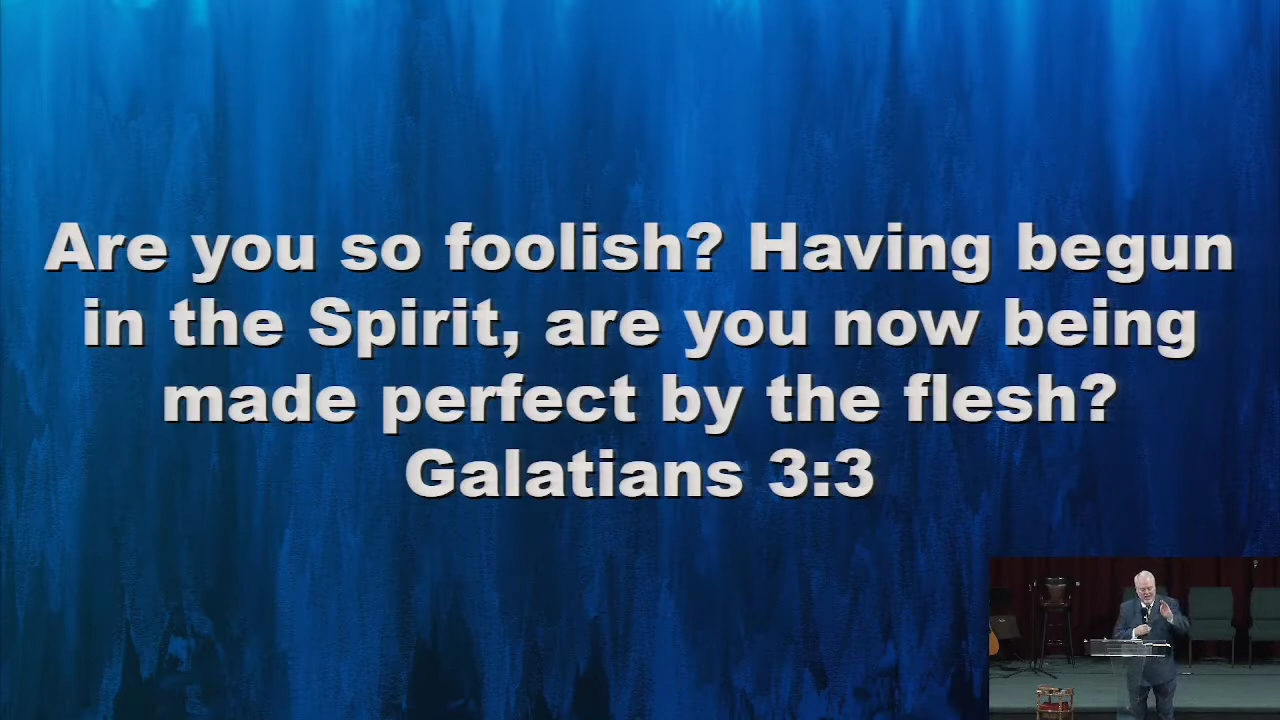 Are you so foolish? Having begun
in the Spirit, are you now being
made perfect by the flesh?
Galatians 3:3